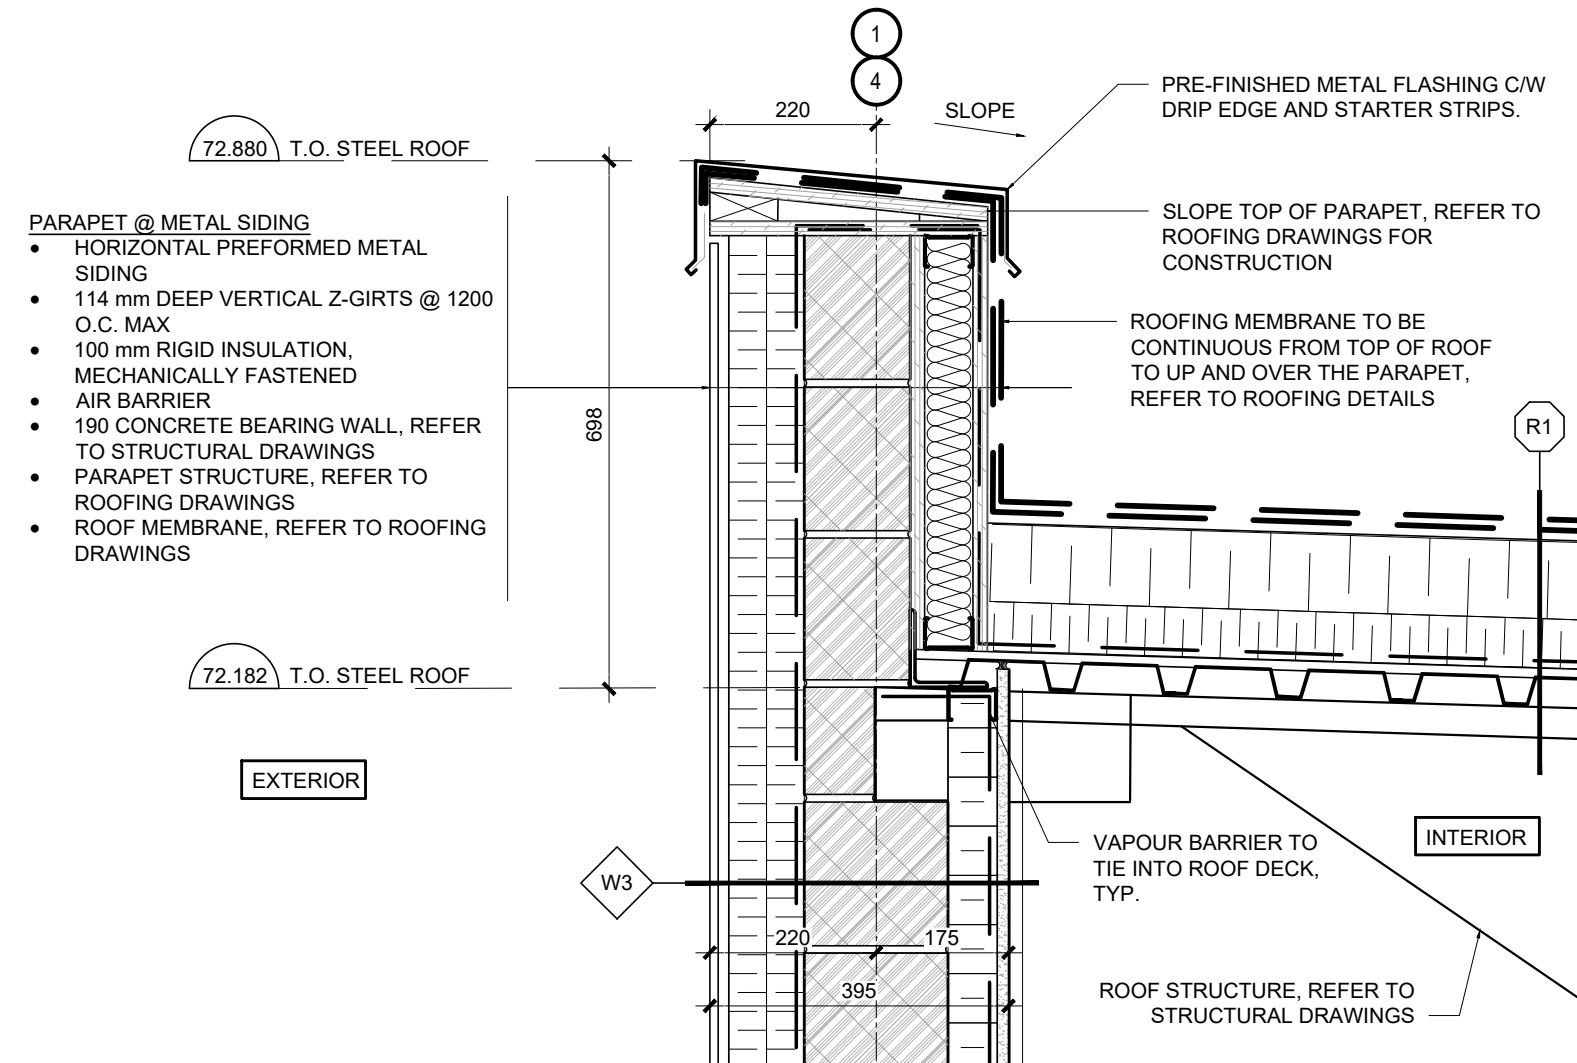 1
4
220
SLOPE
PRE-FINISHED METAL FLASHING C/W
DRIP EDGE AND STARTER STRIPS.
72.880 T.O. STEEL ROOF
PARAPET @ METAL SIDING
• HORIZONTAL PREFORMED METAL
SIDING
• 114 mm DEEP VERTICAL Z-GIRTS @ 1200
O.C. MAX
• 100 mm RIGID INSULATION,
MECHANICALLY FASTENED
• AIR BARRIER
• 190 CONCRETE BEARING WALL, REFER
TO STRUCTURAL DRAWINGS
• PARAPET STRUCTURE, REFER TO
ROOFING DRAWINGS
• ROOF MEMBRANE, REFER TO ROOFING
DRAWINGS
698
SLOPE TOP OF PARAPET, REFER TO
ROOFING DRAWINGS FOR
CONSTRUCTION
ROOFING MEMBRANE TO BE
CONTINUOUS FROM TOP OF ROOF
TO UP AND OVER THE PARAPET,
REFER TO ROOFING DETAILS
R1
72.182 T.O. STEEL ROOF
EXTERIOR
INTERIOR
VAPOUR BARRIER TO
TIE INTO ROOF DECK,
TYP.
W3
220 175
395
ROOF STRUCTURE, REFER TO
STRUCTURAL DRAWINGS